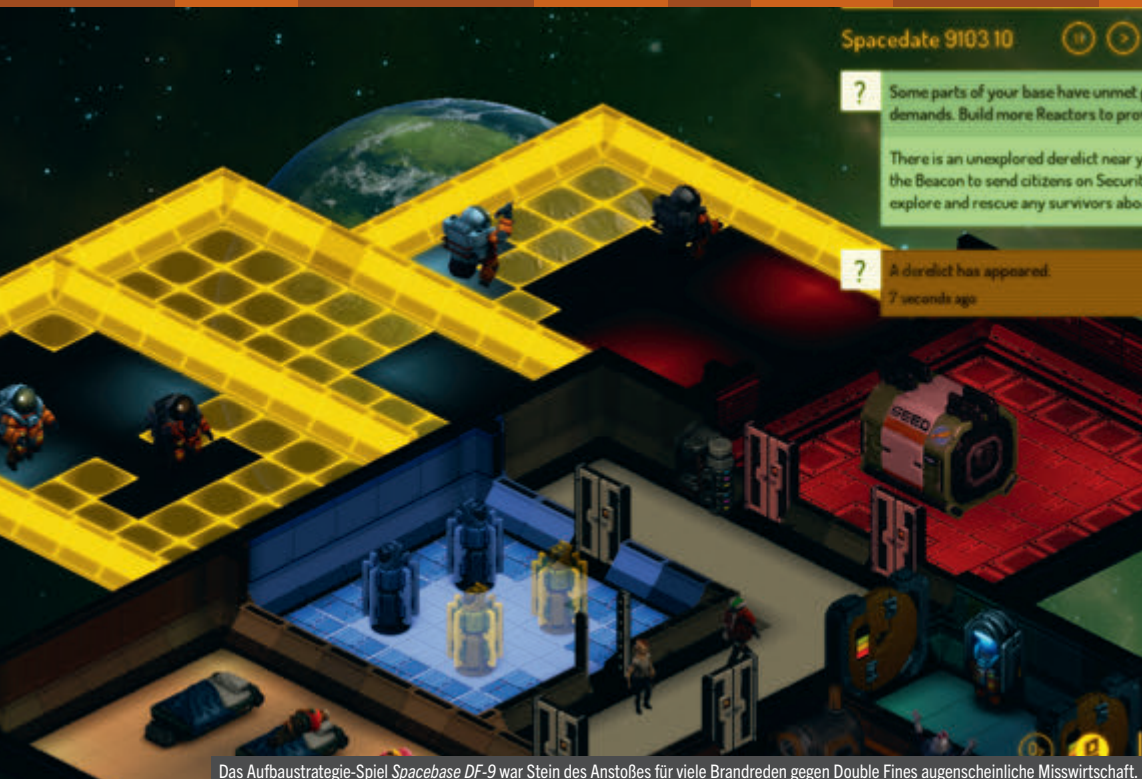 Spacedate 9103 10
?
Some parts of your base have unmet
demands. Build more Reactors to
There is an unexplored derelict near
the Beacon to send citizens on
explore and rescue any survivors
?
A derelict has appeared.
7 seconds ago
SEED
Das Aufbaustrategie-Spiel Spacebase DF-9 war Stein des Anstoßes für viele Brandreden gegen Double Fines augenscheinliche Misswirtschaft